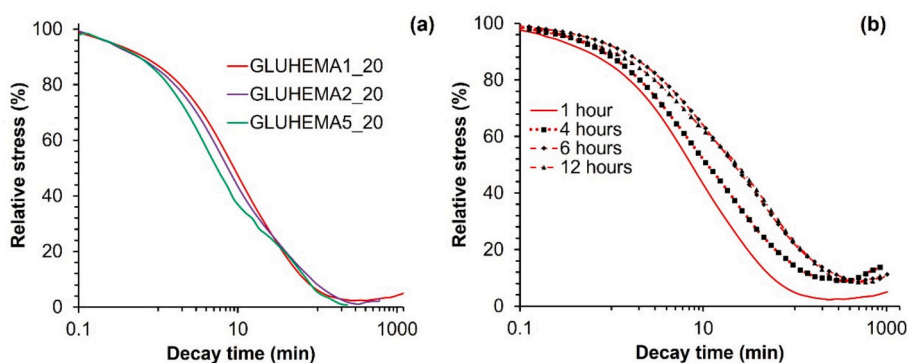 (a)
100
80
60
40
20
0
Relative stress (%)
GLUHEMA1_20
GLUHEMA2_20
GLUHEMA5_20
0.1
10
1000
Decay time (min)
(b)
100
80
60
40
20
0
Relative stress (%)
1 hour
4 hours
6 hours
12 hours
0.1
10
1000
Decay time (min)